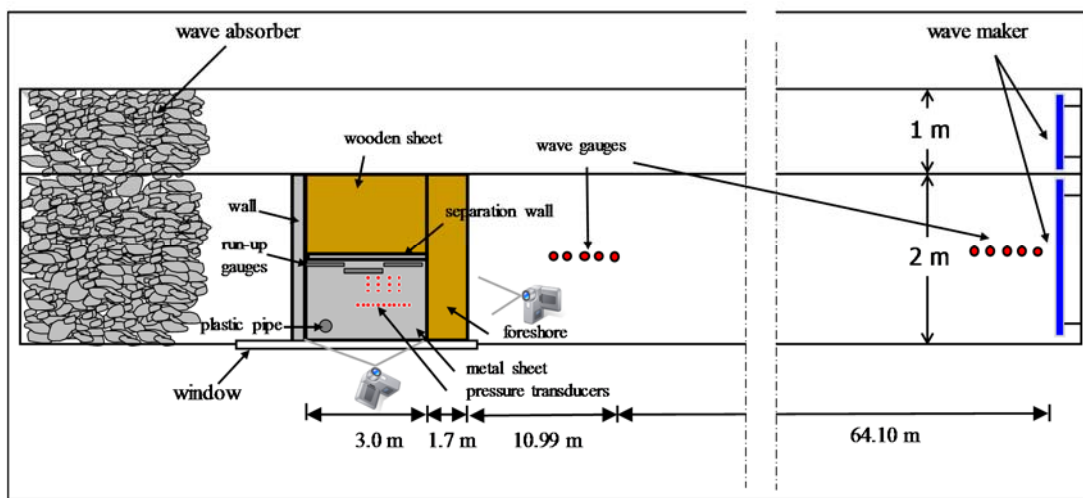 wave absorber
wave maker
wooden sheet
wave gauges
1 m
wall
separation wall
run-up
gauges
2 m
plastic pipe
foreshore
metal sheet
window
pressure transducers
3.0 m
1.7 m
10.99 m
64.10 m